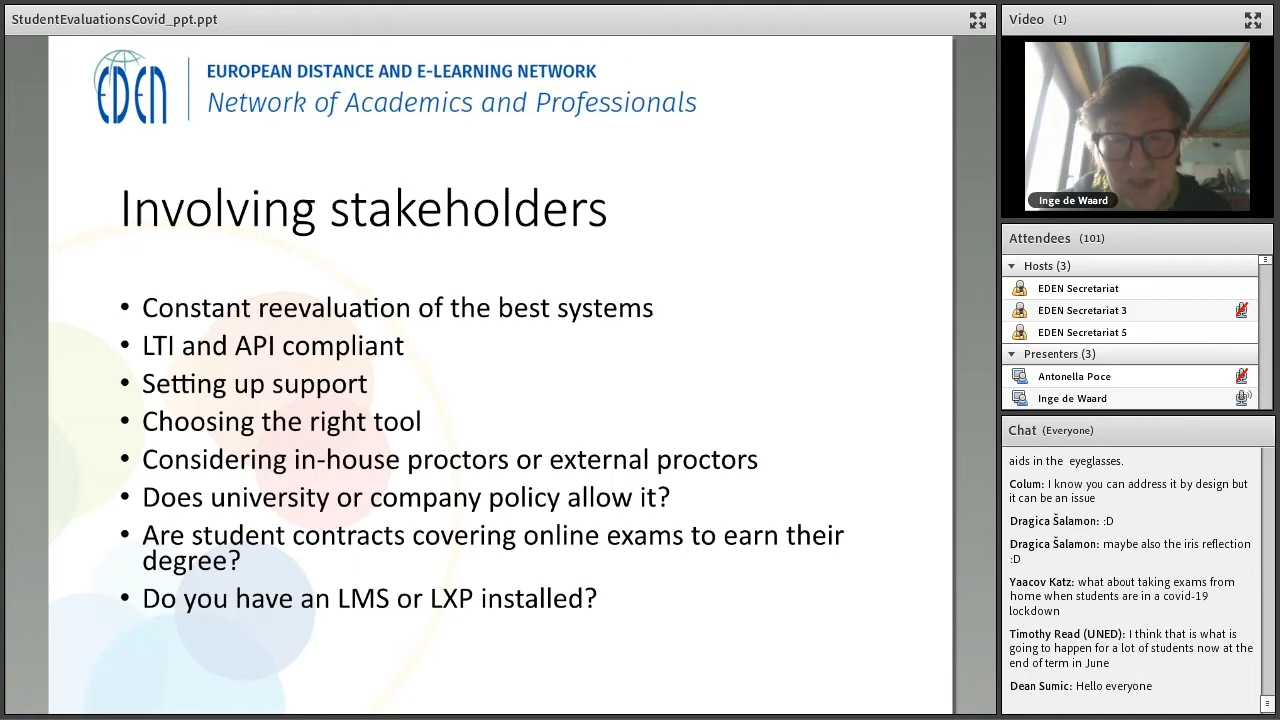 StudentEvaluationsCovid_ppt.ppt
EDEN
EUROPEAN DISTANCE AND E-LEARNING NETWORK
Network of Academics and Professionals
Involving stakeholders
• Constant reevaluation of the best systems
• LTI and API compliant
• Setting up support
• Choosing the right tool
• Considering in-house proctors or external proctors
• Does university or company policy allow it?
• Are student contracts covering online exams to earn their
degree?
• Do you have an LMS or LXP installed?
Video (1)
Inge de Waard
Attendees (101)
Hosts (3)
EDEN Secretariat
EDEN Secretariat 3
EDEN Secretariat 5
Presenters (3)
Antonella Poce
Inge de Waard
Chat (Everyone)
aids in the eyeglasses.
Colum: I know you can address it by design but
it can be an issue
Dragica Šalamon: :D
Dragica Šalamon: maybe also the iris reflection
:D
Yaacov Katz: what about taking exams from
home when students are in a covid-19
lockdown
Timothy Read (UNED): I think that is what is
going to happen for a lot of students now at the
end of term in June
Dean Sumic: Hello everyone